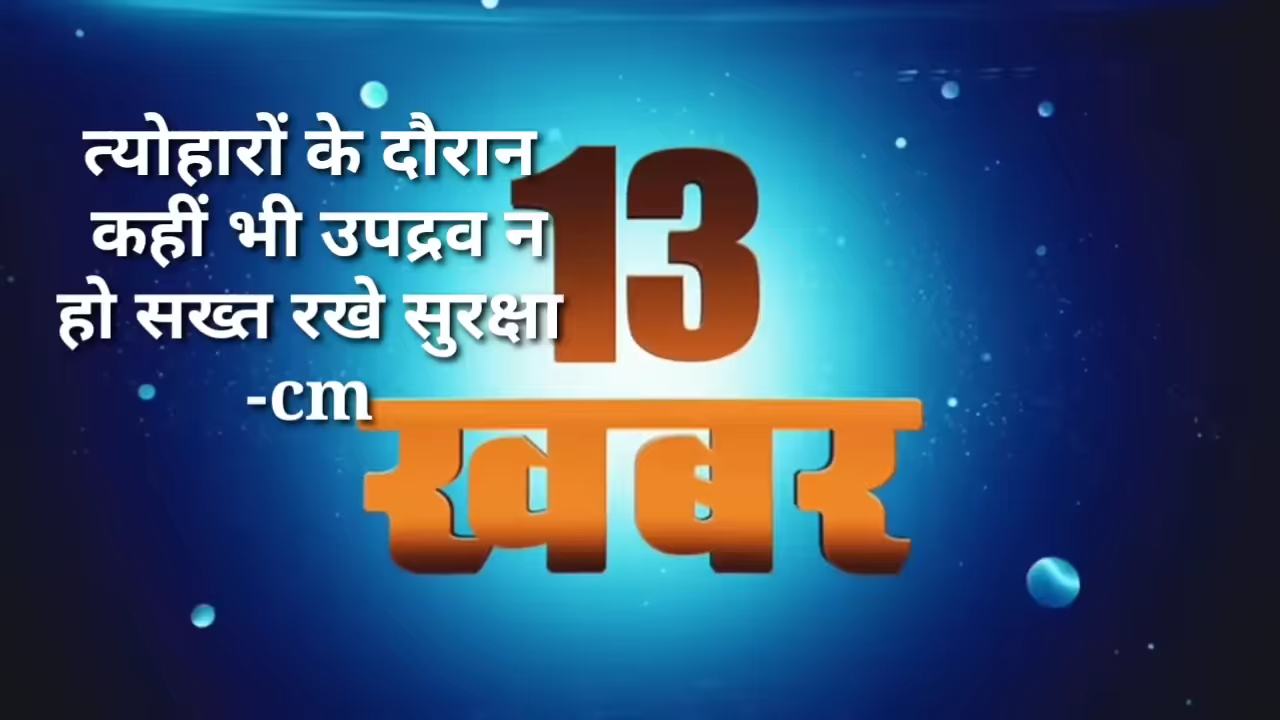 त्योहारों के दौरान
कहीं भी उपद्रव न
हो सख्त रखे सुरक्षा
-cm
13
खबर